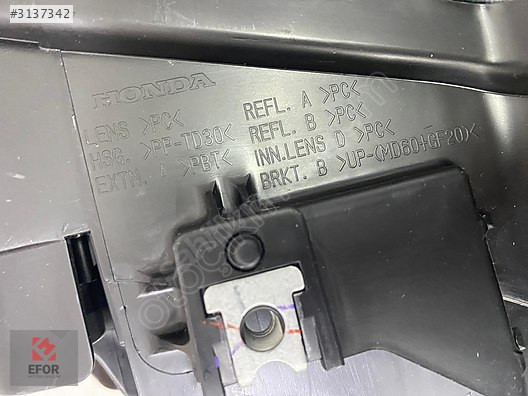 #3137342
HONDA
LENS >PC<
HSG. >PP-TD30<
EXTN. A >PBT<
REFL. A >PC<
REFL. B >PC<
INN.LENS D >PC<
BRKT. B >UP-(MD60+GF20)<
EFOR